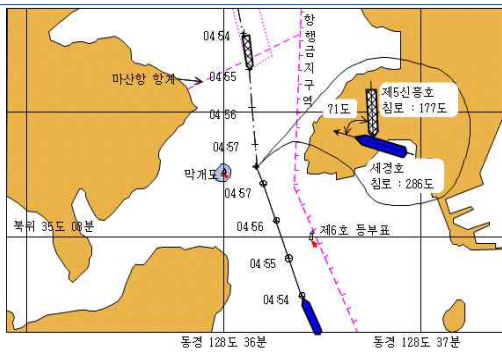 04:54
항행금지구역
마산항 항계
04:55
제5신흥호
침로 : 177도
04:56
71도
04:57
세경호
침로 : 286도
막개도
04:57
북위 35도 08분
04:56
제6호 등부표
04:55
04:54
동경 128도 36분
동경 128도 37분